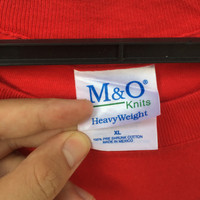 M&O®
Knits
HeavyWeight
XL
100% PRE SHRUNK COTTON
MADE IN MEXICO